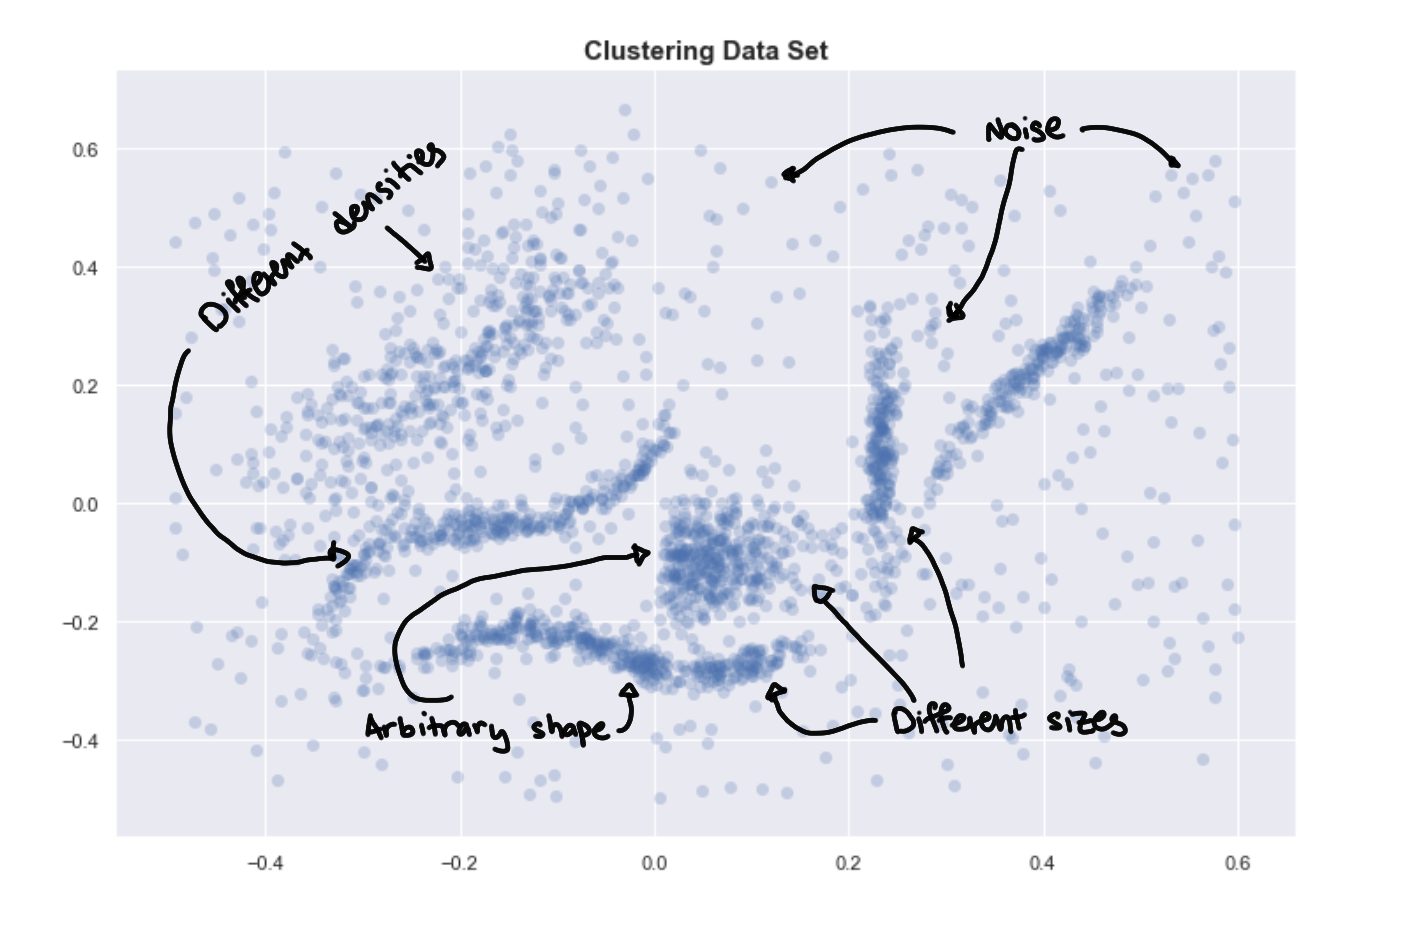 Clustering Data Set
Noise
Different densities
Arbitrary shape
Different sizes
0.6
0.4
0.2
0.0
−0.2
−0.4
−0.4
−0.2
0.0
0.2
0.4
0.6